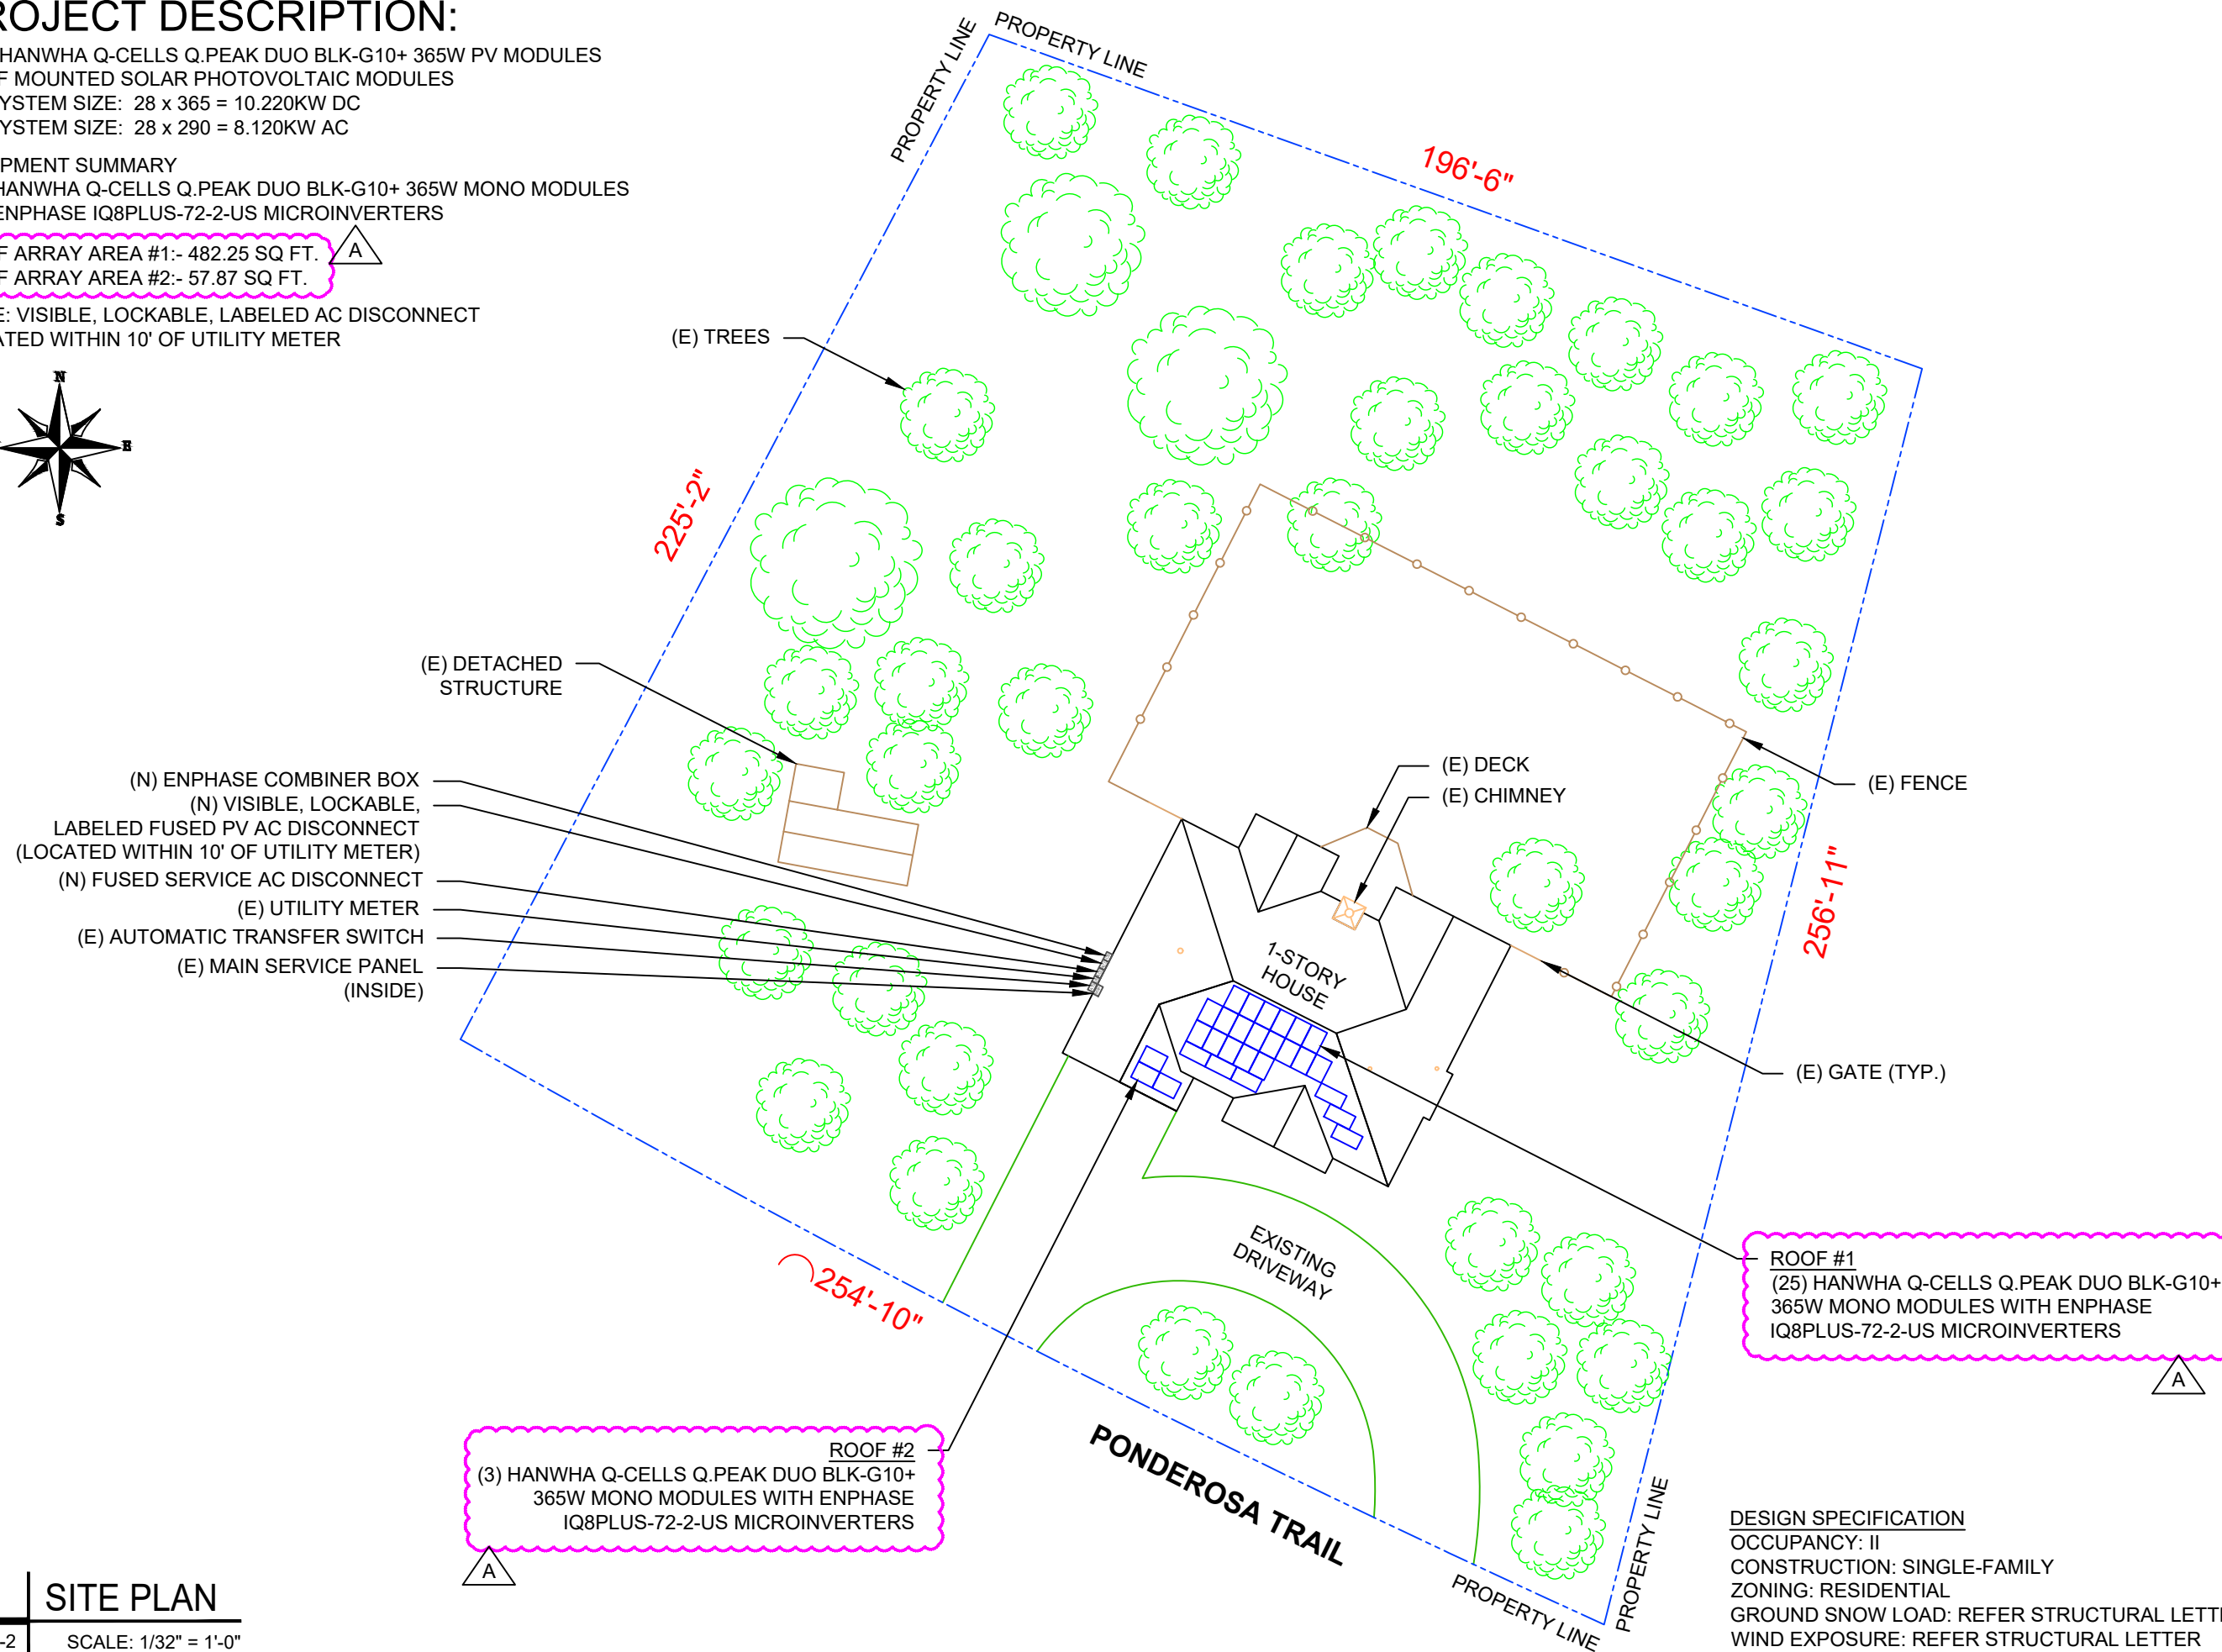 ROJECT DESCRIPTION:
HANWHA Q-CELLS Q.PEAK DUO BLK-G10+ 365W PV MODULES
F MOUNTED SOLAR PHOTOVOLTAIC MODULES
YSTEM SIZE: 28 x 365 = 10.220KW DC
YSTEM SIZE: 28 x 290 = 8.120KW AC
PMENT SUMMARY
HANWHA Q-CELLS Q.PEAK DUO BLK-G10+ 365W MONO MODULES
ENPHASE IQ8PLUS-72-2-US MICROINVERTERS
F ARRAY AREA #1:- 482.25 SQ FT.
F ARRAY AREA #2:- 57.87 SQ FT.
A
E: VISIBLE, LOCKABLE, LABELED AC DISCONNECT
ATED WITHIN 10' OF UTILITY METER
N
E
S
PROPERTY LINE
PROPERTY LINE
196'-6"
(E) TREES
225'-2"
(E) DETACHED
STRUCTURE
(N) ENPHASE COMBINER BOX
(N) VISIBLE, LOCKABLE,
LABELED FUSED PV AC DISCONNECT
(LOCATED WITHIN 10' OF UTILITY METER)
(N) FUSED SERVICE AC DISCONNECT
(E) UTILITY METER
(E) AUTOMATIC TRANSFER SWITCH
(E) MAIN SERVICE PANEL
(INSIDE)
(E) DECK
(E) CHIMNEY
(E) FENCE
256'-11"
1-STORY
HOUSE
(E) GATE (TYP.)
EXISTING
DRIVEWAY
254'-10"
ROOF #1
(25) HANWHA Q-CELLS Q.PEAK DUO BLK-G10+
365W MONO MODULES WITH ENPHASE
IQ8PLUS-72-2-US MICROINVERTERS
A
ROOF #2
(3) HANWHA Q-CELLS Q.PEAK DUO BLK-G10+
365W MONO MODULES WITH ENPHASE
IQ8PLUS-72-2-US MICROINVERTERS
A
PONDEROSA TRAIL
PROPERTY LINE
PROPERTY LINE
DESIGN SPECIFICATION
OCCUPANCY: II
CONSTRUCTION: SINGLE-FAMILY
ZONING: RESIDENTIAL
GROUND SNOW LOAD: REFER STRUCTURAL LETT
WIND EXPOSURE: REFER STRUCTURAL LETTER
SITE PLAN
-2
SCALE: 1/32" = 1'-0"